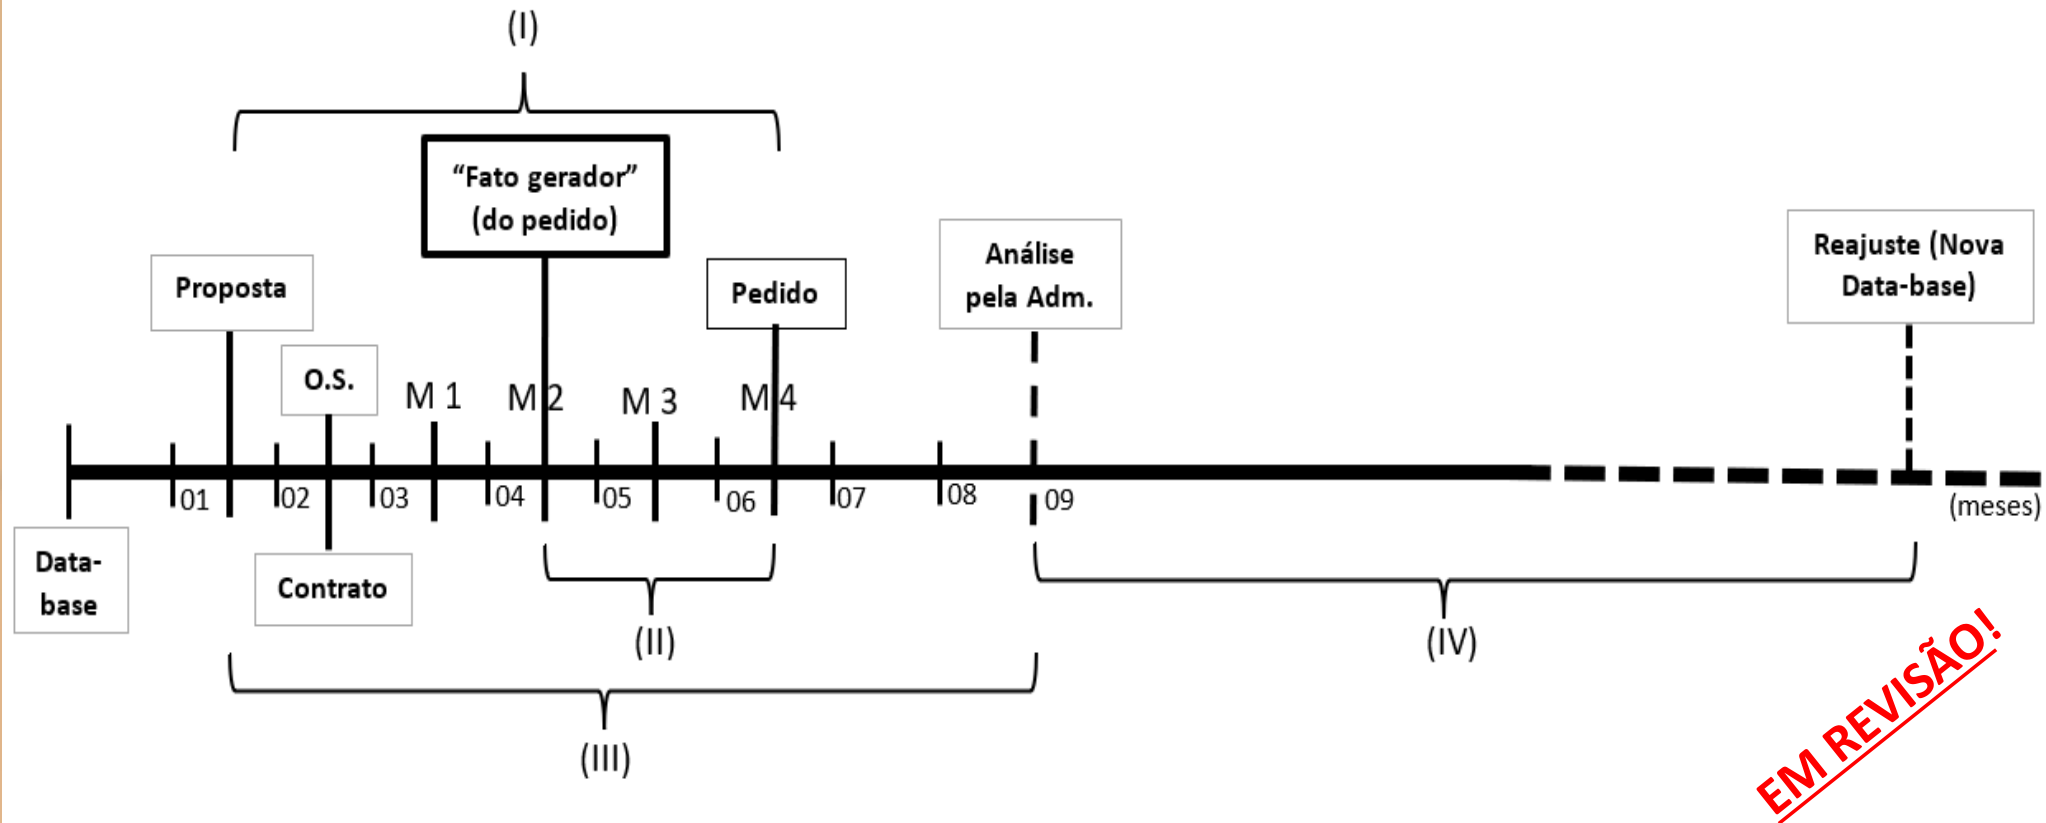 (I)
“Fato gerador”
(do pedido)
Proposta
O.S.
Pedido
Análise
pela Adm.
Reajuste (Nova
Data-base)
M 1
M 2
M 3
M 4
01
02
03
04
05
06
07
08
09
(meses)
Data-
base
Contrato
(II)
(III)
(IV)
EM REVISÃO!